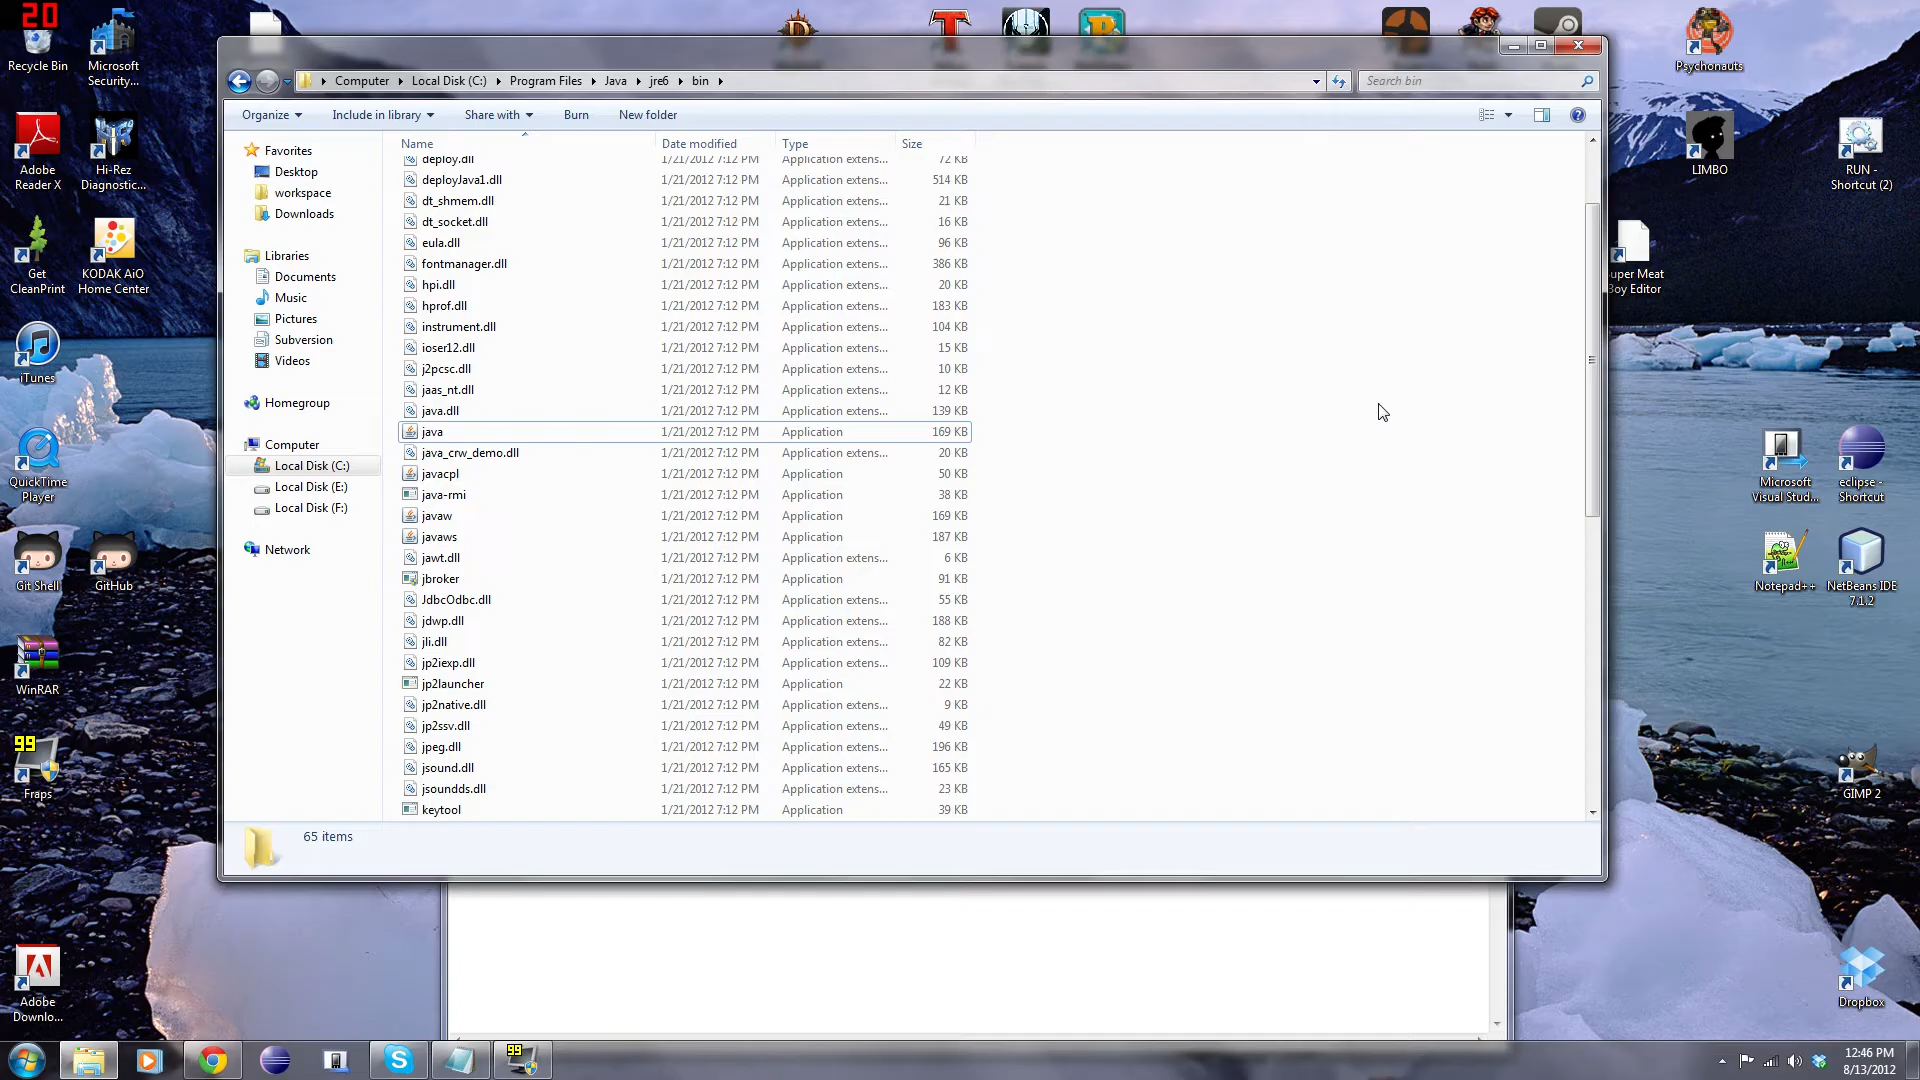 20
Recycle Bin
Microsoft
Security...
Adobe
Reader X
Hi-Rez
Diagnostic...
Get
CleanPrint
KODAK AiO
Home Center
iTunes
QuickTime
Player
Git Shell
GitHub
WinRAR
99
Fraps
Adobe
Downlo...
Computer
Local Disk (C:)
Program Files
Java
jre6
bin
Search bin
Organize
Include in library
Share with
Burn
New folder
Favorites
Desktop
workspace
Downloads
Libraries
Documents
Music
Pictures
Subversion
Videos
Homegroup
Computer
Local Disk (C:)
Local Disk (E:)
Local Disk (F:)
Network
Name Date modified Type Size
deploy.dll 1/21/2012 7:12 PM Application extens... 72 KB
deployJava1.dll 1/21/2012 7:12 PM Application extens... 514 KB
dt_shmem.dll 1/21/2012 7:12 PM Application extens... 21 KB
dt_socket.dll 1/21/2012 7:12 PM Application extens... 16 KB
eula.dll 1/21/2012 7:12 PM Application extens... 96 KB
fontmanager.dll 1/21/2012 7:12 PM Application extens... 386 KB
hpi.dll 1/21/2012 7:12 PM Application extens... 20 KB
hprof.dll 1/21/2012 7:12 PM Application extens... 183 KB
instrument.dll 1/21/2012 7:12 PM Application extens... 104 KB
ioser12.dll 1/21/2012 7:12 PM Application extens... 15 KB
j2pcsc.dll 1/21/2012 7:12 PM Application extens... 10 KB
jaas_nt.dll 1/21/2012 7:12 PM Application extens... 12 KB
java.dll 1/21/2012 7:12 PM Application extens... 139 KB
java 1/21/2012 7:12 PM Application 169 KB
java_crw_demo.dll 1/21/2012 7:12 PM Application extens... 20 KB
javacpl 1/21/2012 7:12 PM Application 50 KB
java-rmi 1/21/2012 7:12 PM Application 38 KB
javaw 1/21/2012 7:12 PM Application 169 KB
javaws 1/21/2012 7:12 PM Application 187 KB
jawt.dll 1/21/2012 7:12 PM Application extens... 6 KB
jbroker 1/21/2012 7:12 PM Application 91 KB
JdbcOdbc.dll 1/21/2012 7:12 PM Application extens... 55 KB
jdwp.dll 1/21/2012 7:12 PM Application extens... 188 KB
jli.dll 1/21/2012 7:12 PM Application extens... 82 KB
jp2iexp.dll 1/21/2012 7:12 PM Application extens... 109 KB
jp2launcher 1/21/2012 7:12 PM Application 22 KB
jp2native.dll 1/21/2012 7:12 PM Application extens... 9 KB
jp2ssv.dll 1/21/2012 7:12 PM Application extens... 49 KB
jpeg.dll 1/21/2012 7:12 PM Application extens... 196 KB
jsound.dll 1/21/2012 7:12 PM Application extens... 165 KB
jsoundds.dll 1/21/2012 7:12 PM Application extens... 23 KB
keytool 1/21/2012 7:12 PM Application 39 KB
65 items
Psychonauts
LIMBO
RUN -
Shortcut (2)
uper Meat
Boy Editor
Microsoft
Visual Stud...
eclipse -
Shortcut
Notepad++
NetBeans IDE
7.1.2
GIMP 2
Dropbox
99
12:46 PM
8/13/2012